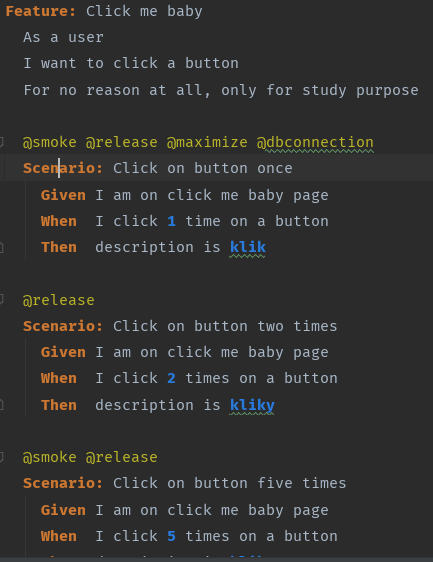 Feature: Click me baby
As a user
I want to click a button
For no reason at all, only for study purpose
@smoke @release @maximize @dbconnection
Scenario: Click on button once
Given I am on click me baby page
When I click 1 time on a button
Then description is klik
@release
Scenario: Click on button two times
Given I am on click me baby page
When I click 2 times on a button
Then description is kliky
@smoke @release
Scenario: Click on button five times
Given I am on click me baby page
When I click 5 times on a button